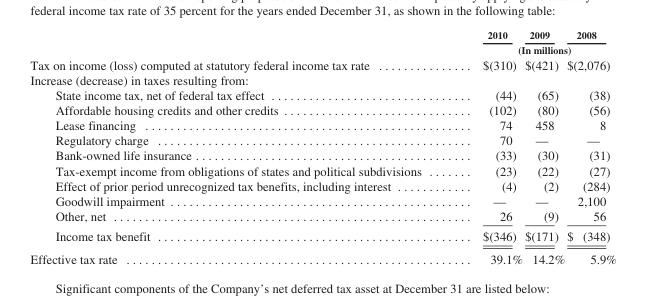 federal income tax rate of 35 percent for the years ended December 31, as shown in the following table:
2010 2009 2008
(In millions)
Tax on income (loss) computed at statutory federal income tax rate ............... $(310) $(421) $(2,076)
Increase (decrease) in taxes resulting from:
State income tax, net of federal tax effect ................................. (44) (65) (38)
Affordable housing credits and other credits ............................... (102) (80) (56)
Lease financing ..................................................... 74 458 8
Regulatory charge .................................................. 70 — —
Bank-owned life insurance ............................................ (33) (30) (31)
Tax-exempt income from obligations of states and political subdivisions ....... (23) (22) (27)
Effect of prior period unrecognized tax benefits, including interest ............ (4) (2) (284)
Goodwill impairment ................................................ — — 2,100
Other, net ......................................................... 26 (9) 56
Income tax benefit .................................................. $(346) $(171) $ (348)
Effective tax rate ....................................................... 39.1% 14.2% 5.9%
Significant components of the Company's net deferred tax asset at December 31 are listed below: